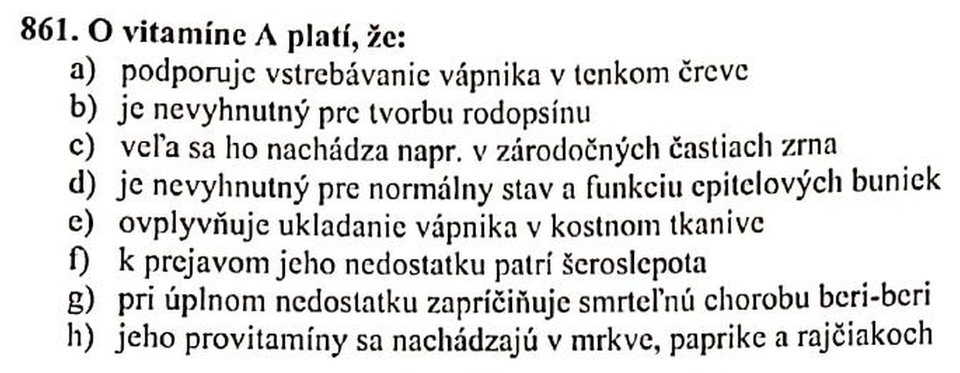 861. O vitamíne A platí, že:
a) podporuje vstrebávanie vápnika v tenkom čreve
b) je nevyhnutný pre tvorbu rodopsínu
c) veľa sa ho nachádza napr. v zárodočných častiach zrna
d) je nevyhnutný pre normálny stav a funkciu epitelových buniek
e) ovplyvňuje ukladanie vápnika v kostnom tkanive
f) k prejavom jeho nedostatku patrí šeroslepota
g) pri úplnom nedostatku zapríčiňuje smrteľnú chorobu beri-beri
h) jeho provitamíny sa nachádzajú v mrkve, paprike a rajčiakoch